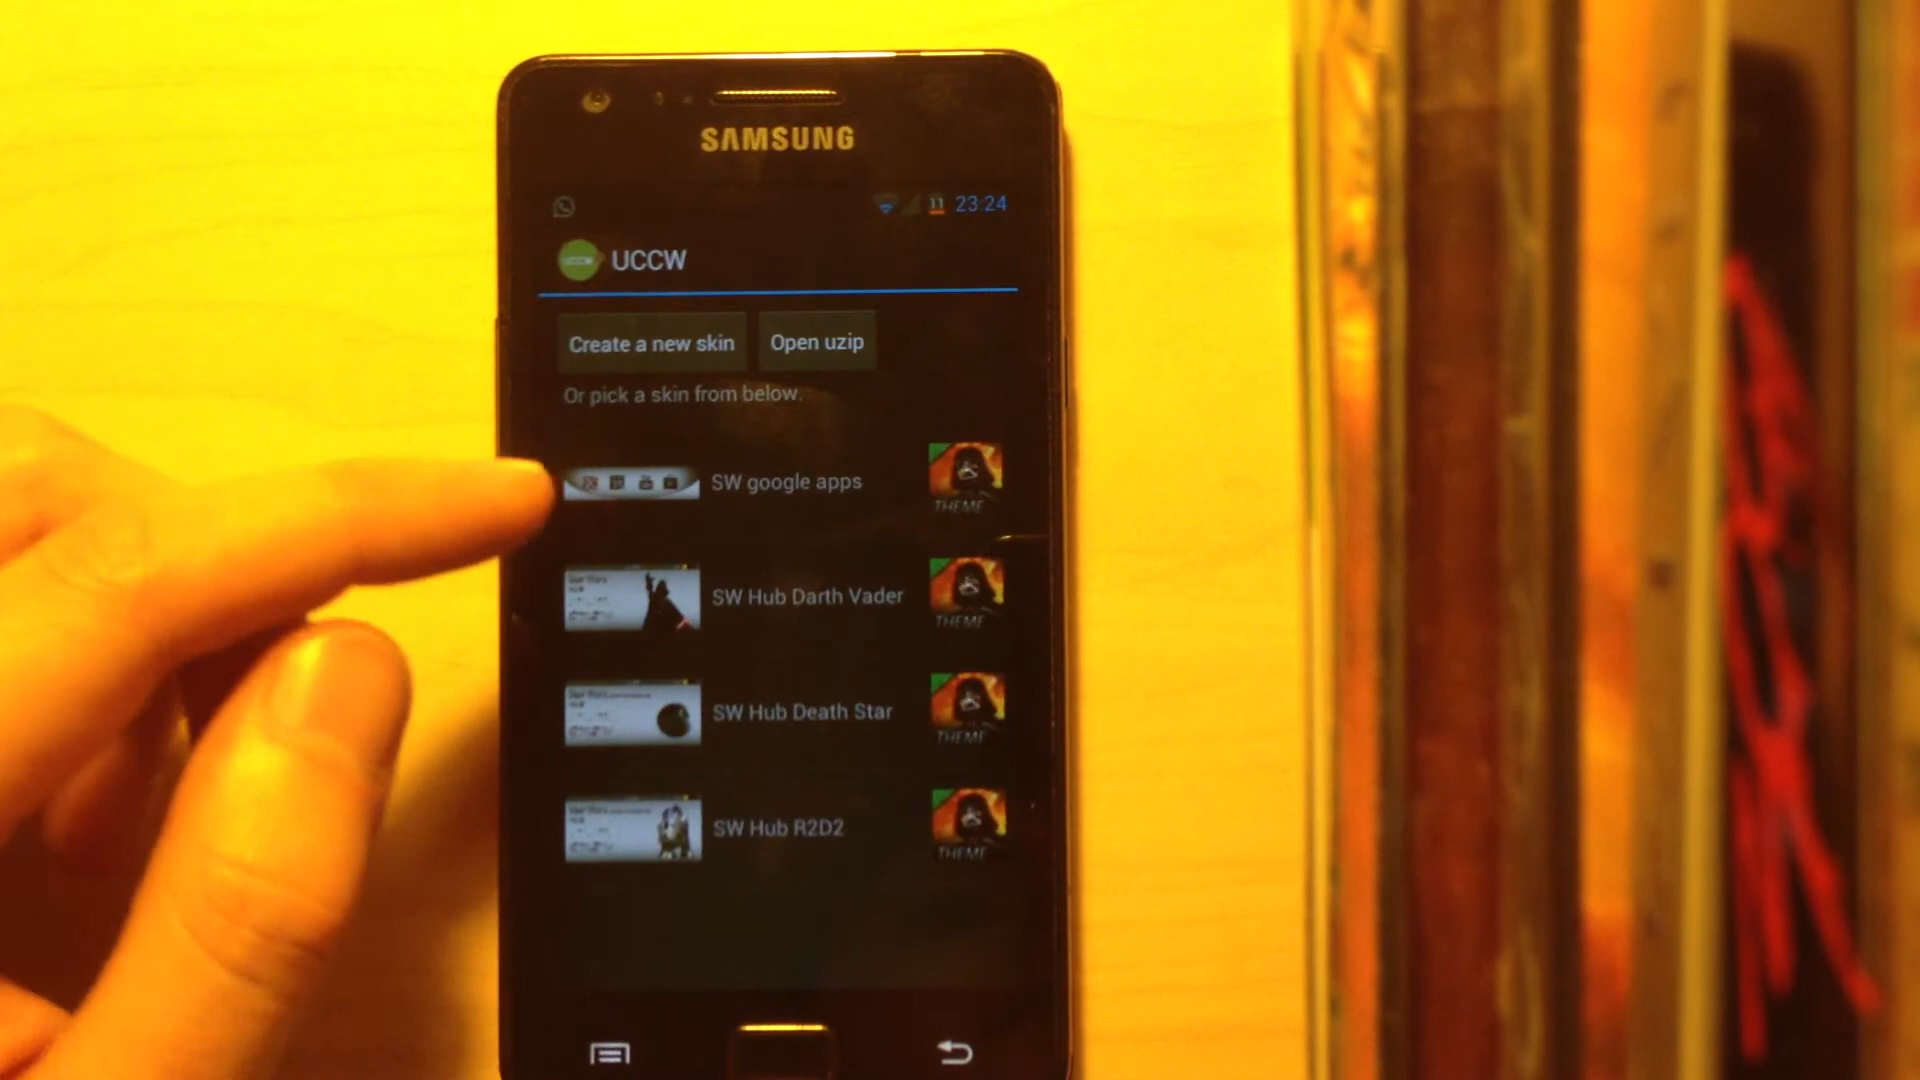 SAMSUNG
11 23:24
UCCW
Create a new skin
Open uzip
Or pick a skin from below.
SW google apps
THEME
SW Hub Darth Vader
THEME
SW Hub Death Star
THEME
SW Hub R2D2
THEME